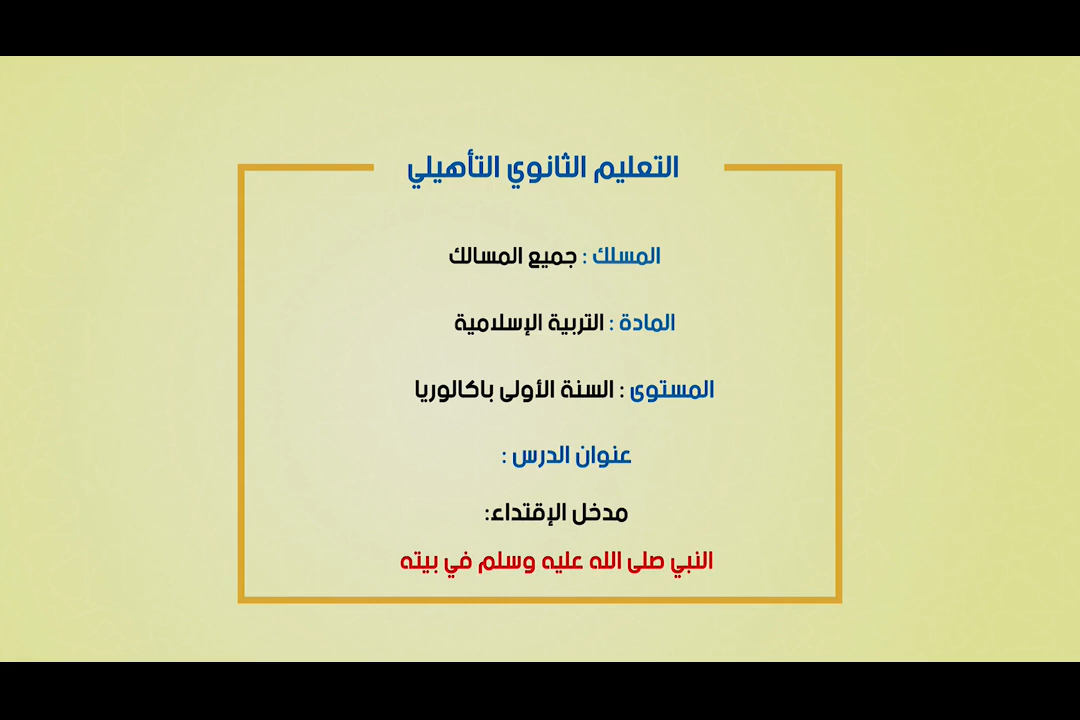 التعليم الثانوي التأهيلي
المسلك : جميع المسالك
المادة : التربية الإسلامية
المستوى : السنة الأولى باكالوريا
عنوان الدرس :
مدخل الإقتداء:
النبي صلى الله عليه وسلم في بيته